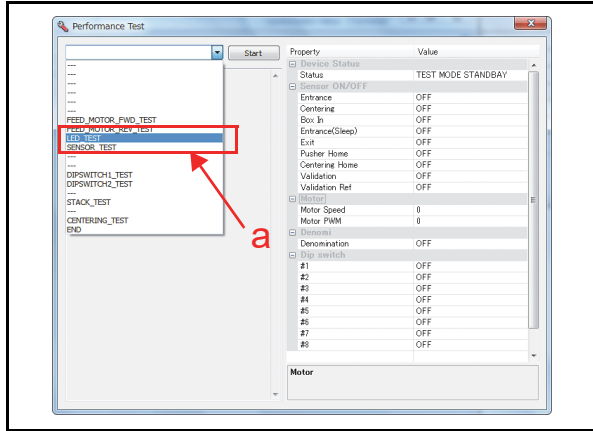 Performance Test
Start
---
---
---
---
---
FEED_MOTOR_FWD_TEST
FEED_MOTOR_REV_TEST
LED_TEST
SENSOR_TEST
---
---
DIPSWITCH1_TEST
DIPSWITCH2_TEST
---
STACK_TEST
---
CENTERING_TEST
END
a
Property Value
Device Status
Status TEST MODE STANDBAY
Sensor ON/OFF
Entrance OFF
Centering OFF
Box In OFF
Entrance(Sleep) OFF
Exit OFF
Pusher Home OFF
Centering Home OFF
Validation OFF
Validation Ref OFF
Motor
Motor Speed 0
Motor PWM 0
Denomi
Denomination OFF
Dip switch
#1 OFF
#2 OFF
#3 OFF
#4 OFF
#5 OFF
#6 OFF
#7 OFF
#8 OFF
Motor